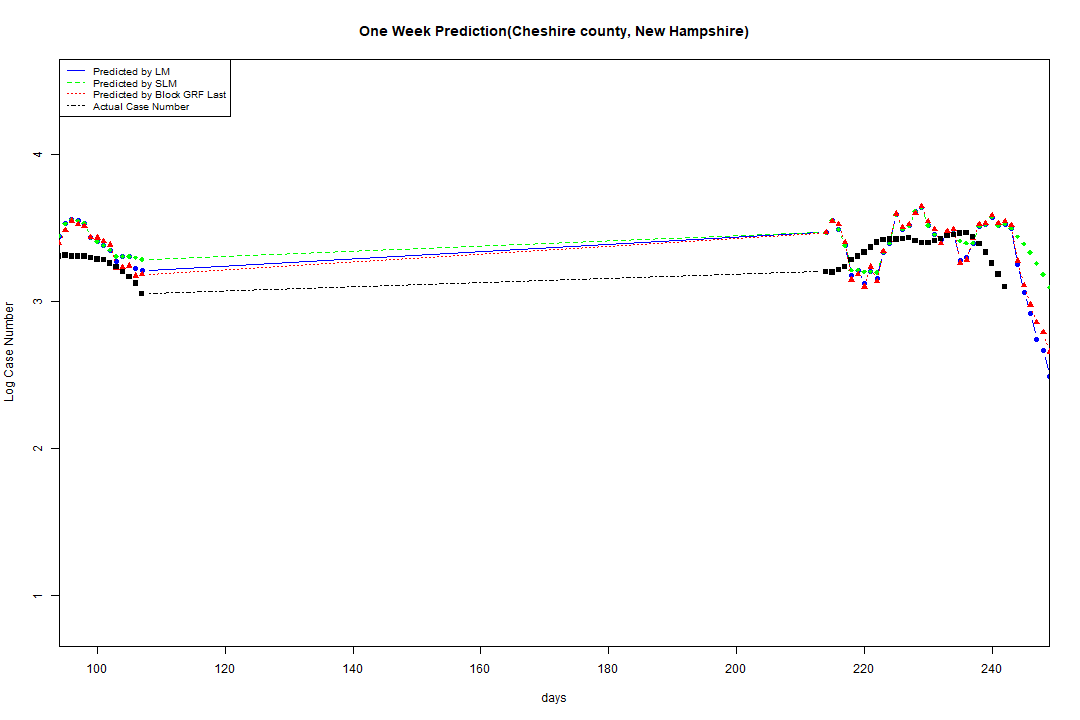 One Week Prediction(Cheshire county, New Hampshire)
Predicted by LM
Predicted by SLM
Predicted by Block GRF Last
Actual Case Number
Log Case Number
4
3
2
1
100 120 140 160 180 200 220 240
days